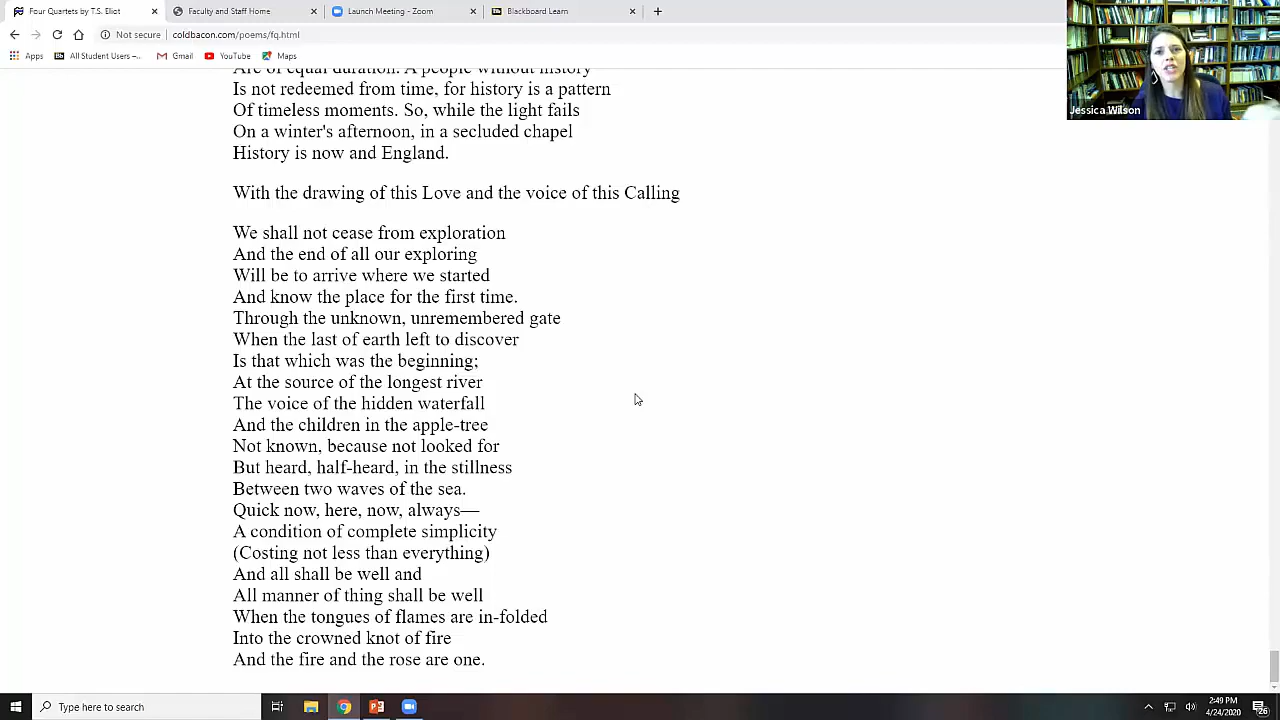 Four Quartets by T.S. Eliot
Faculty and Staff Home
Launch Meeting - Zoom
Bb Blackboard Learn
Not secure | coldbacon.com/poems/fq.html
Apps Bb All Student Users –... Gmail YouTube Maps
Jessica Wilson
Are of equal duration. A people without history
Is not redeemed from time, for history is a pattern
Of timeless moments. So, while the light fails
On a winter's afternoon, in a secluded chapel
History is now and England.
With the drawing of this Love and the voice of this Calling
We shall not cease from exploration
And the end of all our exploring
Will be to arrive where we started
And know the place for the first time.
Through the unknown, unremembered gate
When the last of earth left to discover
Is that which was the beginning;
At the source of the longest river
The voice of the hidden waterfall
And the children in the apple-tree
Not known, because not looked for
But heard, half-heard, in the stillness
Between two waves of the sea.
Quick now, here, now, always—
A condition of complete simplicity
(Costing not less than everything)
And all shall be well and
All manner of thing shall be well
When the tongues of flames are in-folded
Into the crowned knot of fire
And the fire and the rose are one.
Type here to search
2:49 PM
4/24/2020
26